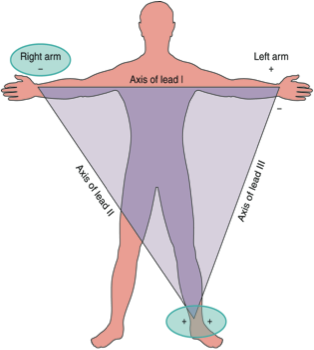 Right arm
–
Left arm
+
Axis of lead I
–
Axis of lead II
Axis of lead III
+ +